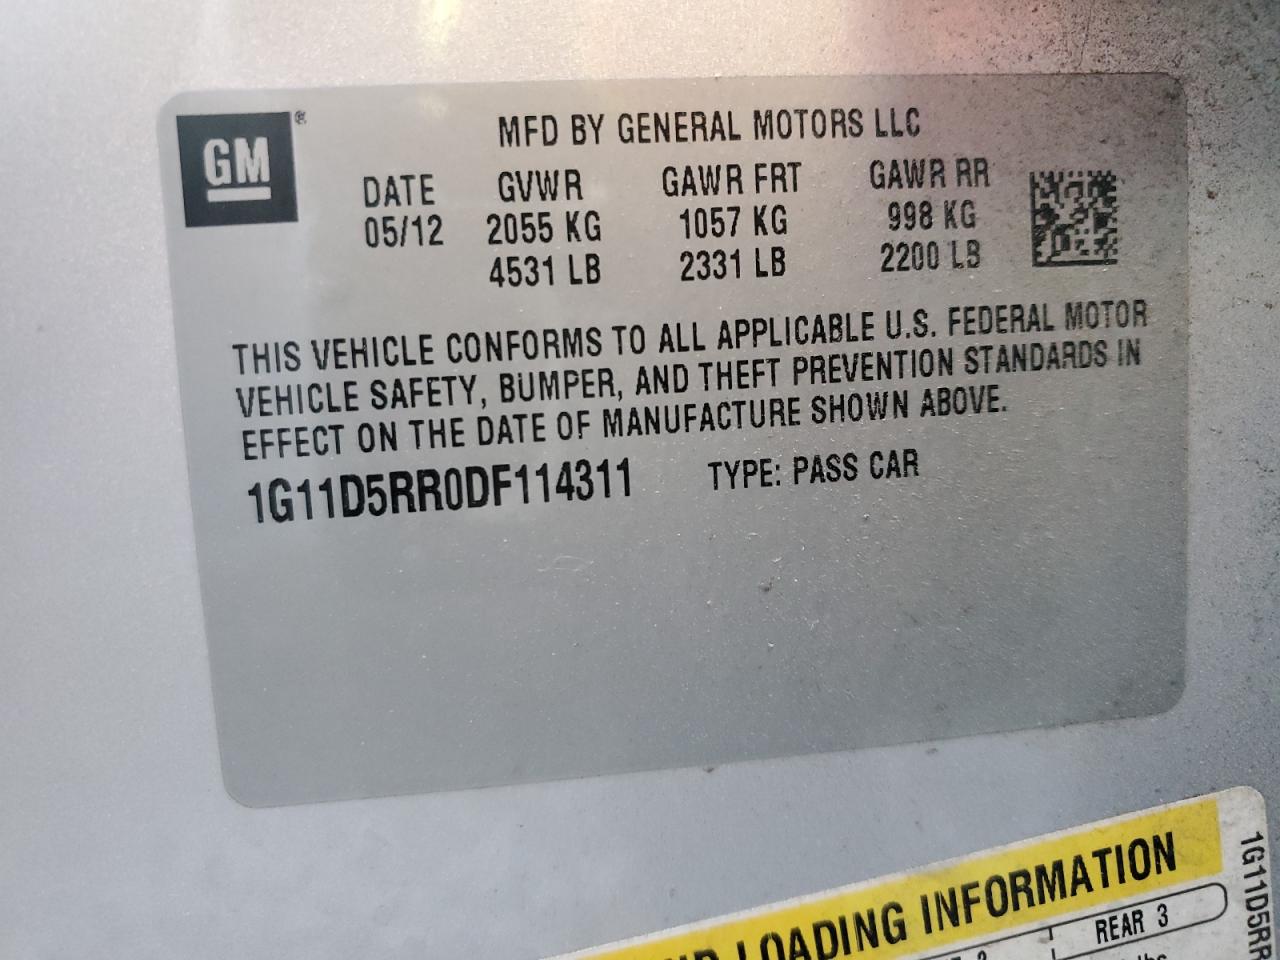 GM®
MFD BY GENERAL MOTORS LLC
DATE GVWR GAWR FRT GAWR RR
05/12 2055 KG 1057 KG 998 KG
4531 LB 2331 LB 2200 LB
THIS VEHICLE CONFORMS TO ALL APPLICABLE U.S. FEDERAL MOTOR
VEHICLE SAFETY, BUMPER, AND THEFT PREVENTION STANDARDS IN
EFFECT ON THE DATE OF MANUFACTURE SHOWN ABOVE.
1G11D5RR0DF114311 TYPE: PASS CAR
LOADING INFORMATION
REAR 3
1G11D5RR